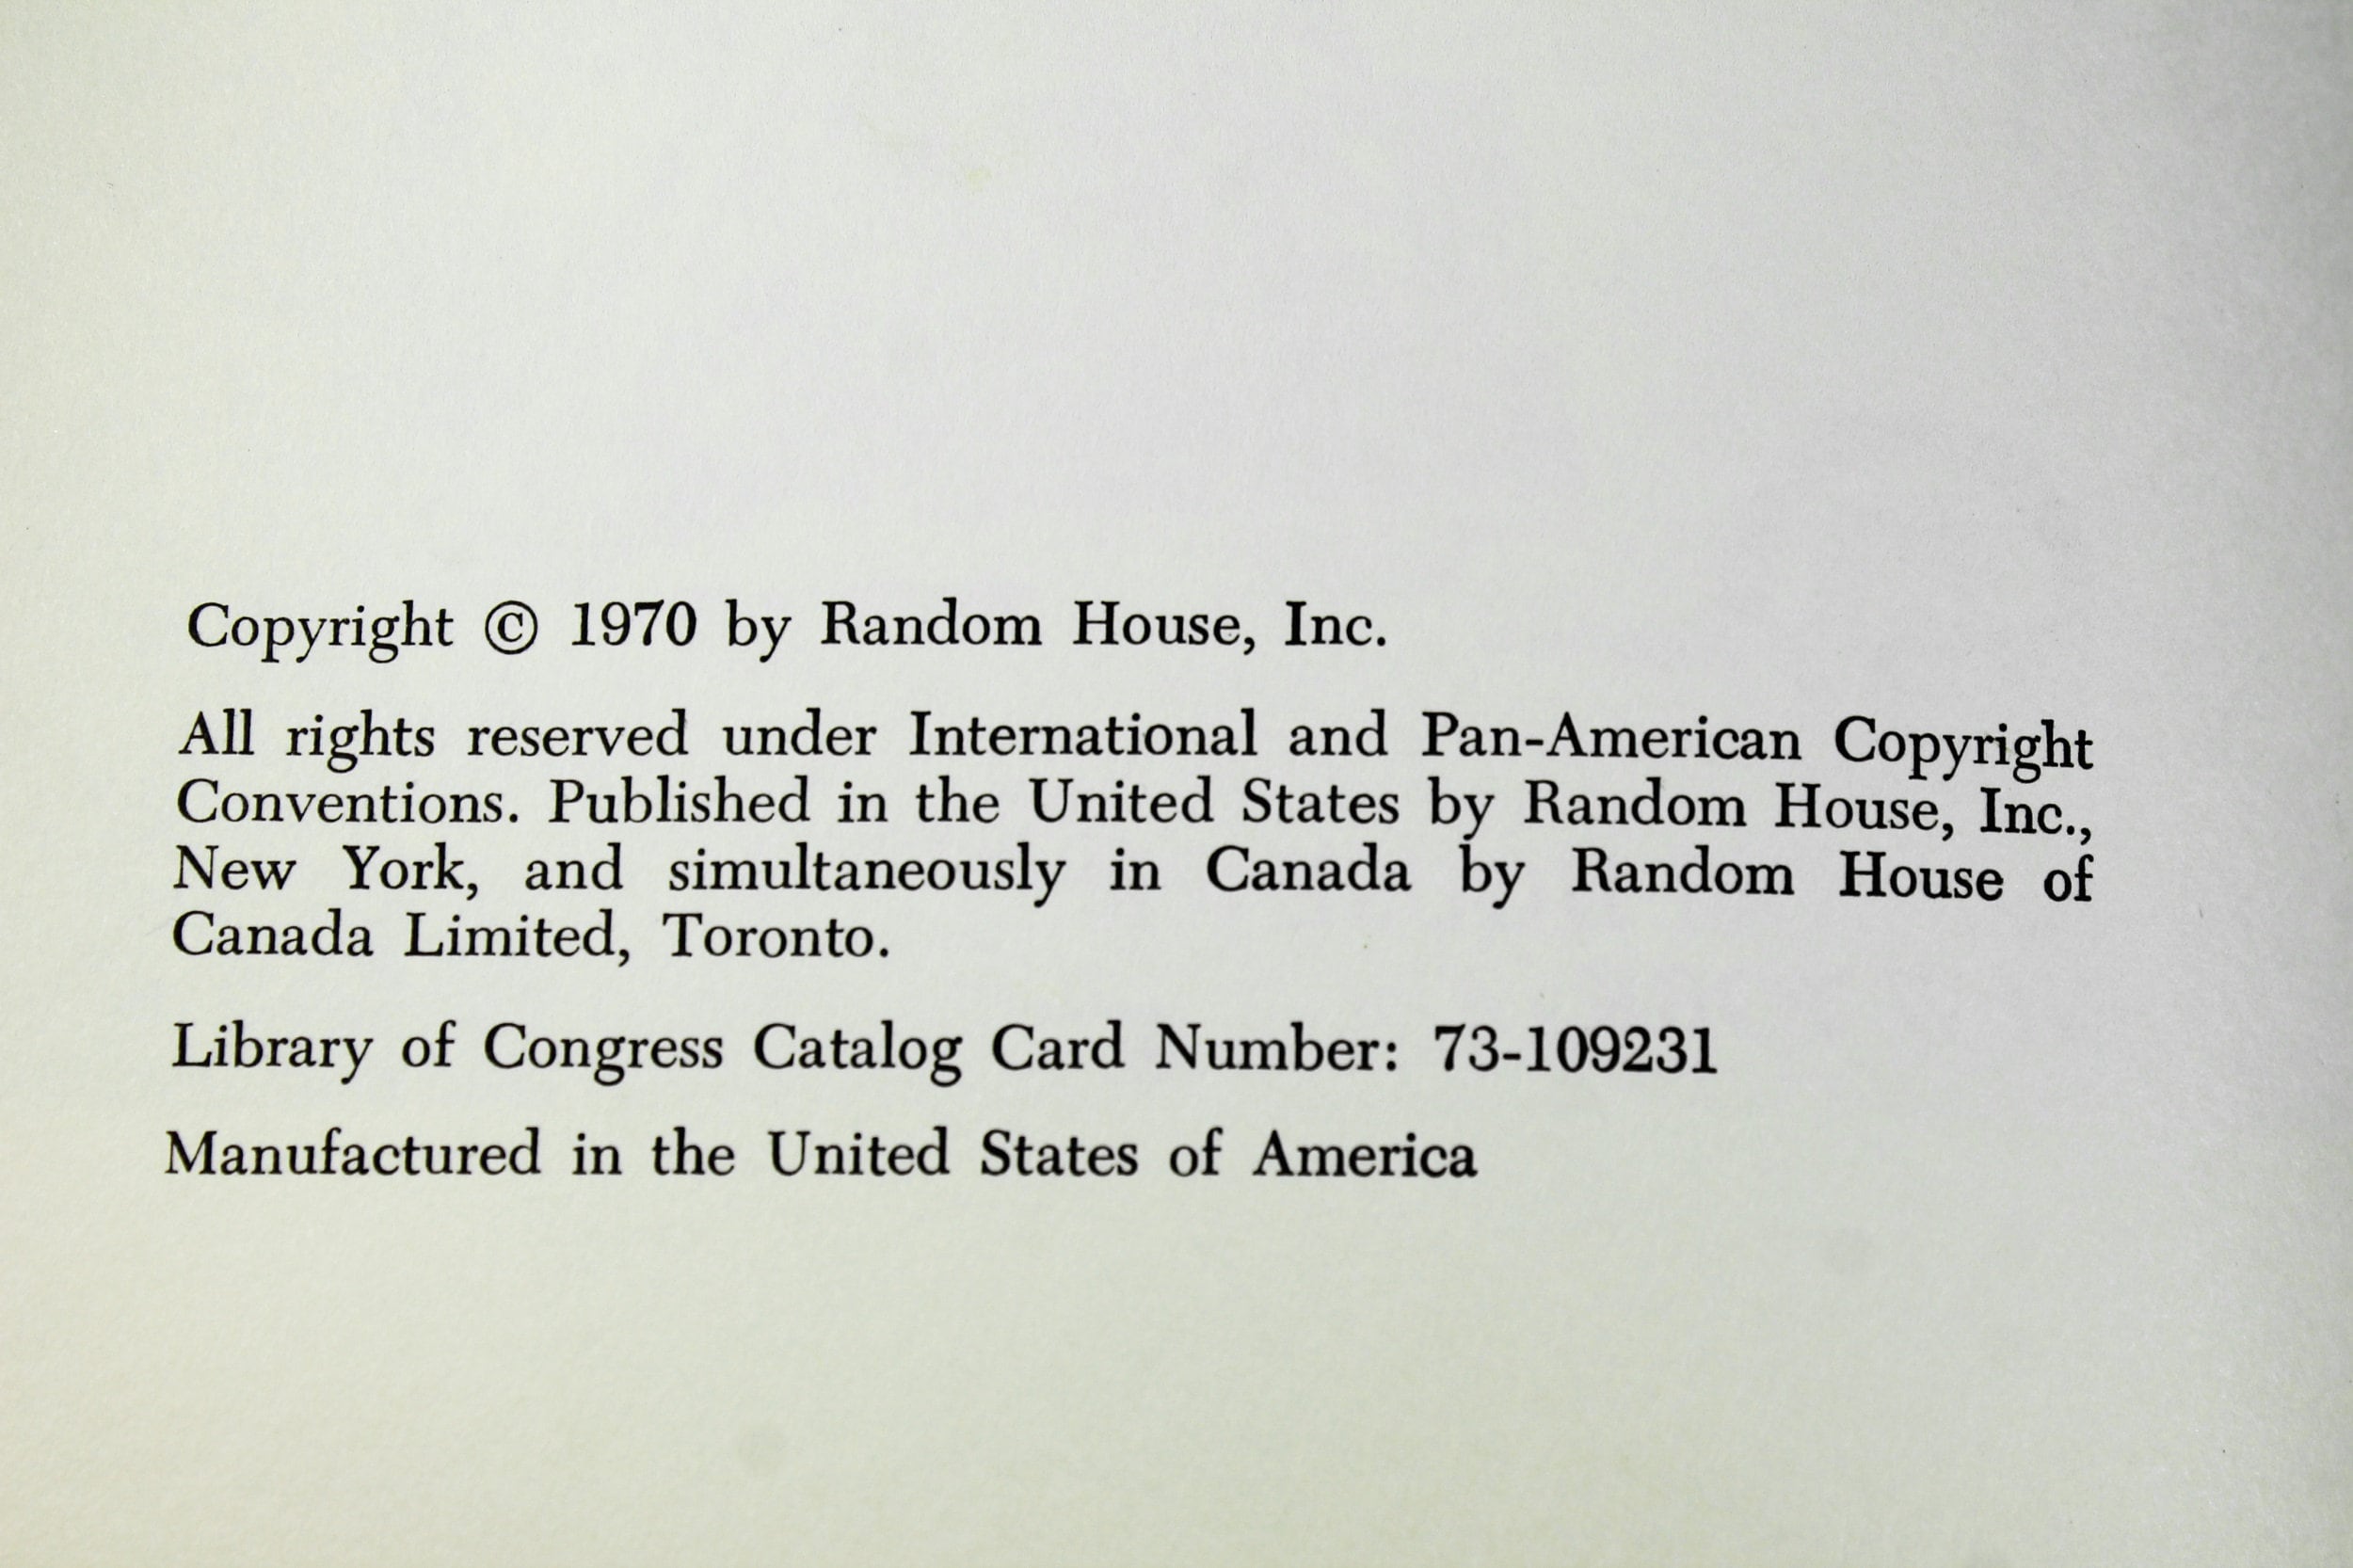 Copyright © 1970 by Random House, Inc.
All rights reserved under International and Pan-American Copyright
Conventions. Published in the United States by Random House, Inc.,
New York, and simultaneously in Canada by Random House of
Canada Limited, Toronto.
Library of Congress Catalog Card Number: 73-109231
Manufactured in the United States of America